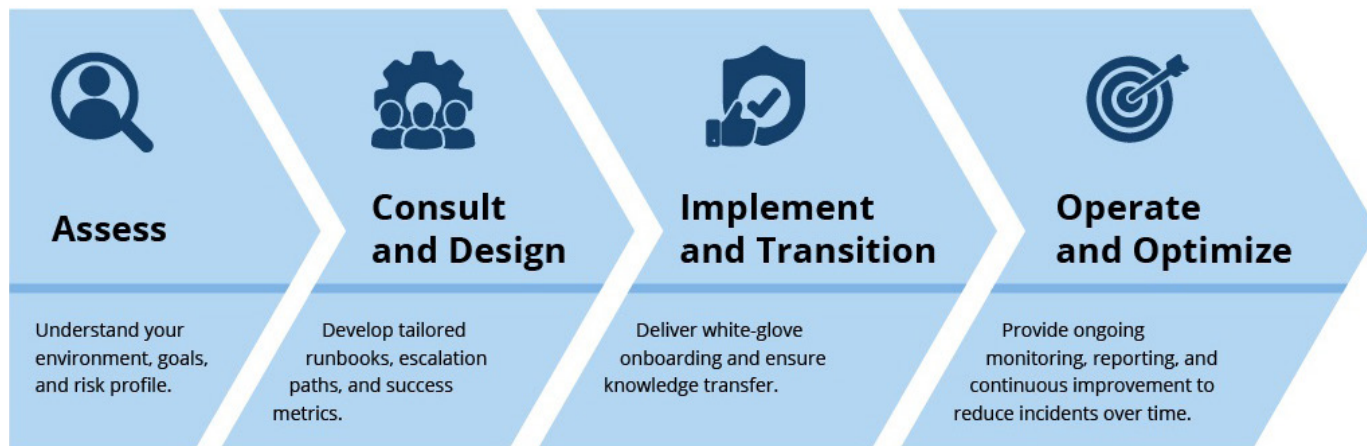 Assess
Understand your
environment, goals,
and risk profile.
Consult
and Design
Develop tailored
runbooks, escalation
paths, and success
metrics.
Implement
and Transition
Deliver white-glove
onboarding and ensure
knowledge transfer.
Operate
and Optimize
Provide ongoing
monitoring, reporting, and
continuous improvement to
reduce incidents over time.